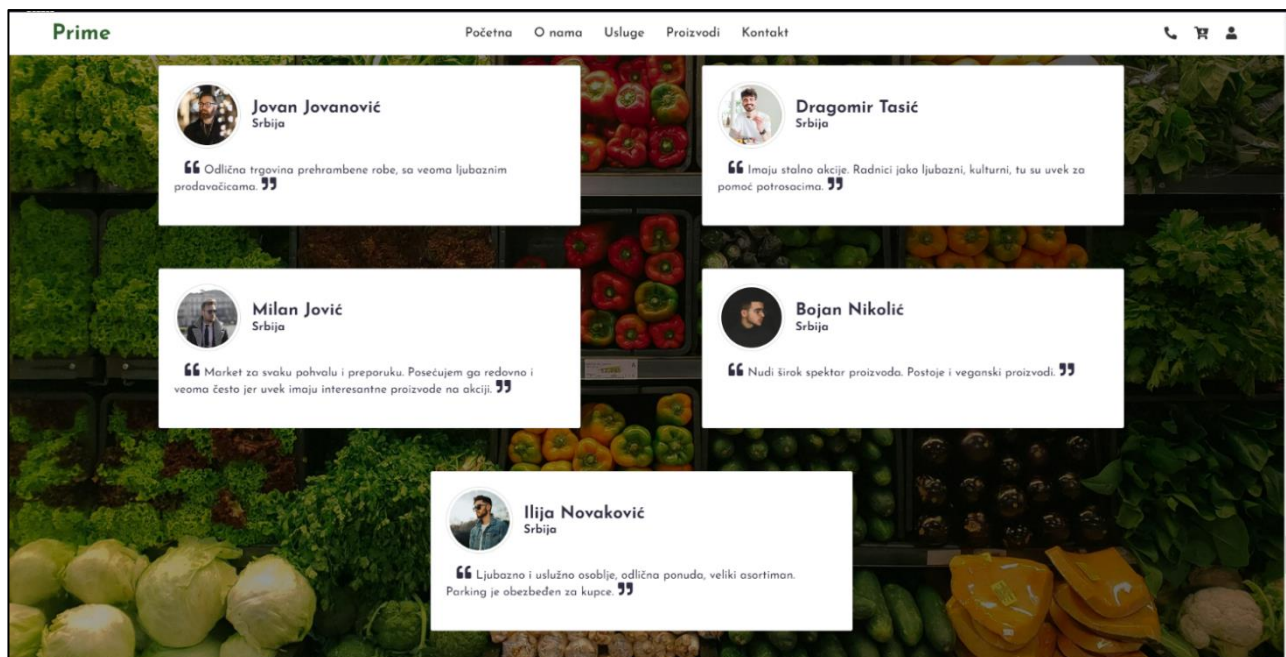 Prime
Početna O nama Usluge Proizvodi Kontakt
Jovan Jovanović
Srbija
❝ Odlična trgovina prehrambene robe, sa veoma ljubaznim
prodavačicama. ❞
Dragomir Tasić
Srbija
❝ Imaju stalno akcije. Radnici jako ljubazni, kulturni, tu su uvek za
pomoć potrosacima. ❞
Milan Jović
Srbija
❝ Market za svaku pohvalu i preporuku. Posećujem ga redovno i
veoma često jer uvek imaju interesantne proizvode na akciji. ❞
Bojan Nikolić
Srbija
❝ Nudi širok spektar proizvoda. Postoje i veganski proizvodi. ❞
Ilija Novaković
Srbija
❝ Ljubazno i uslužno osoblje, odlična ponuda, veliki asortiman.
Parking je obezbeđen za kupce. ❞